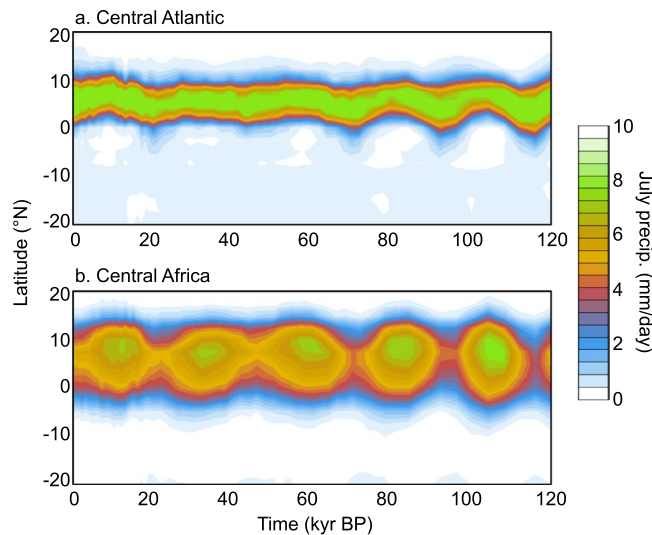 a. Central Atlantic
20
10
0
-10
-20
0 20 40 60 80 100 120
b. Central Africa
20
10
0
-10
-20
0 20 40 60 80 100 120
Time (kyr BP)
Latitude (°N)
10
8
6
4
2
0
July precip. (mm/day)